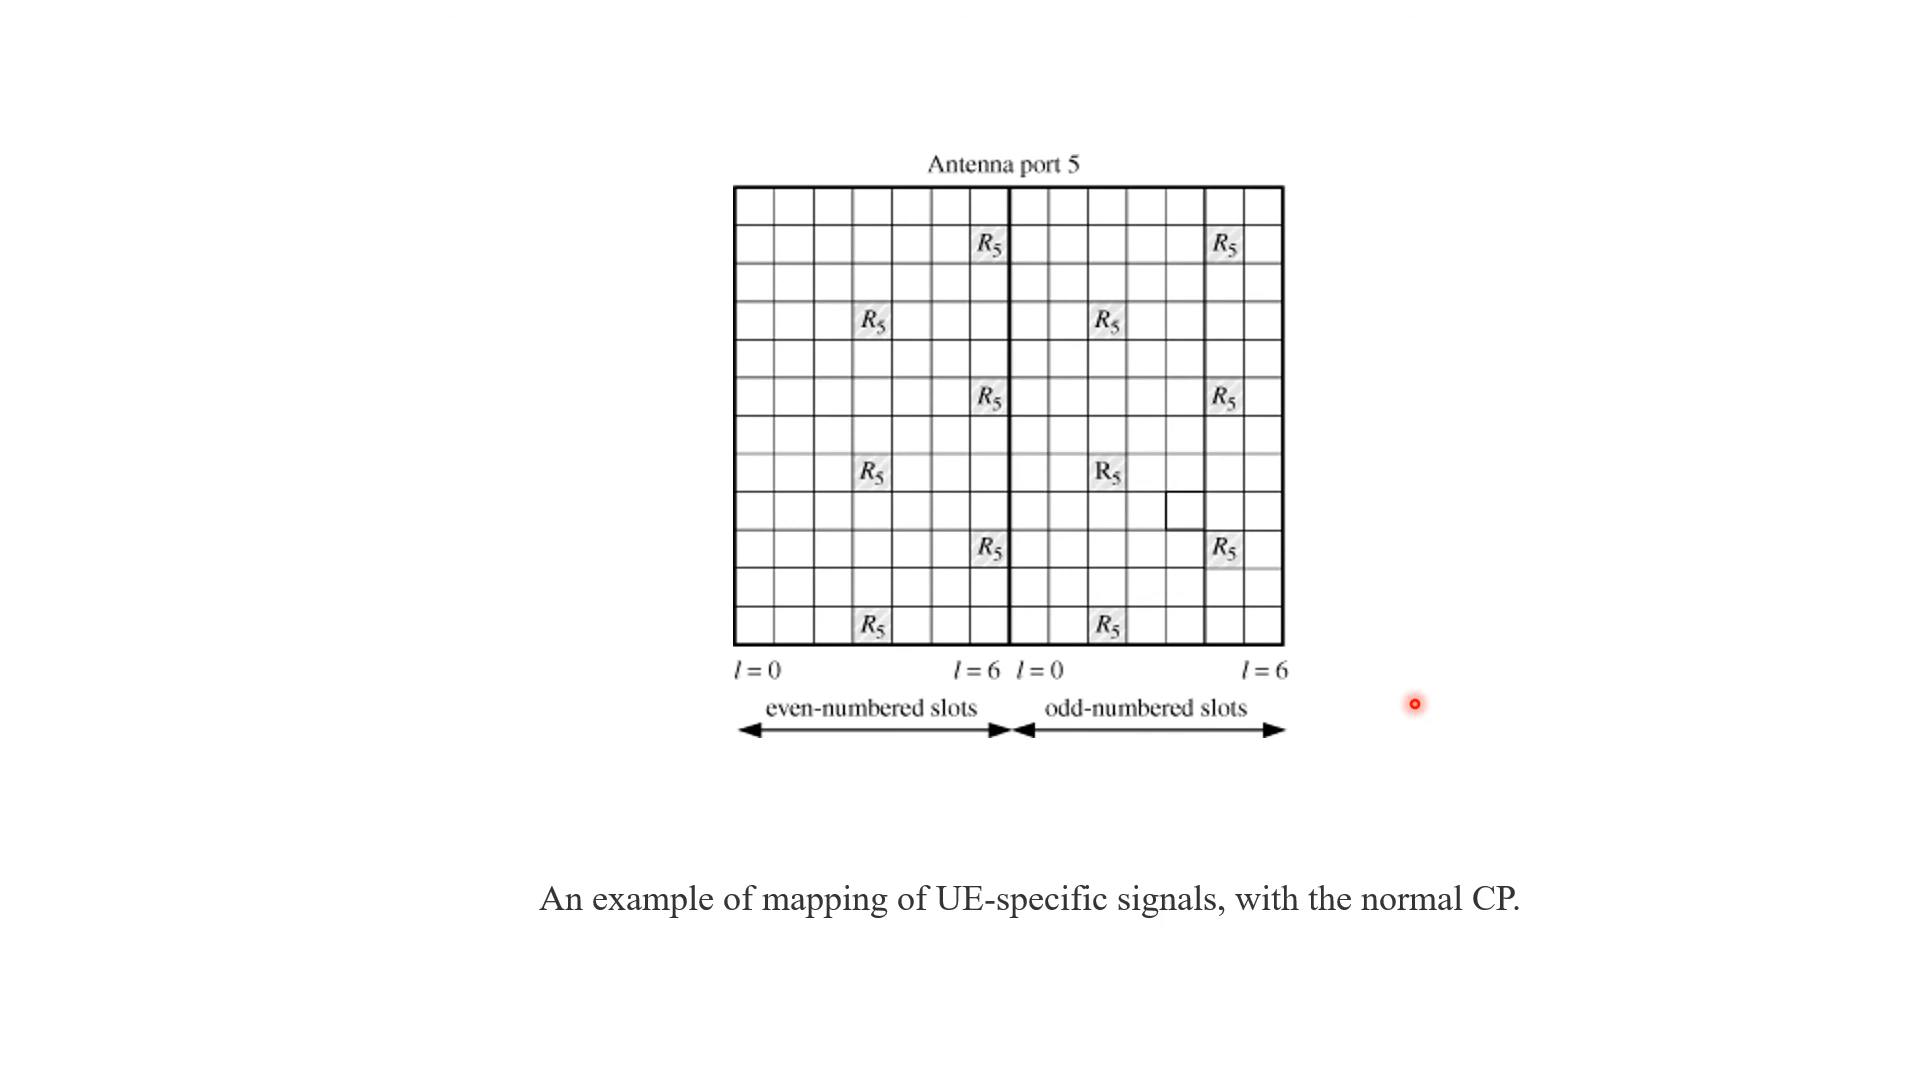 Antenna port 5
R5 R5
R5 R5
R5 R5
R5 R5
R5 R5
R5 R5
l = 0 l = 6 l = 0 l = 6
even-numbered slots odd-numbered slots
An example of mapping of UE-specific signals, with the normal CP.